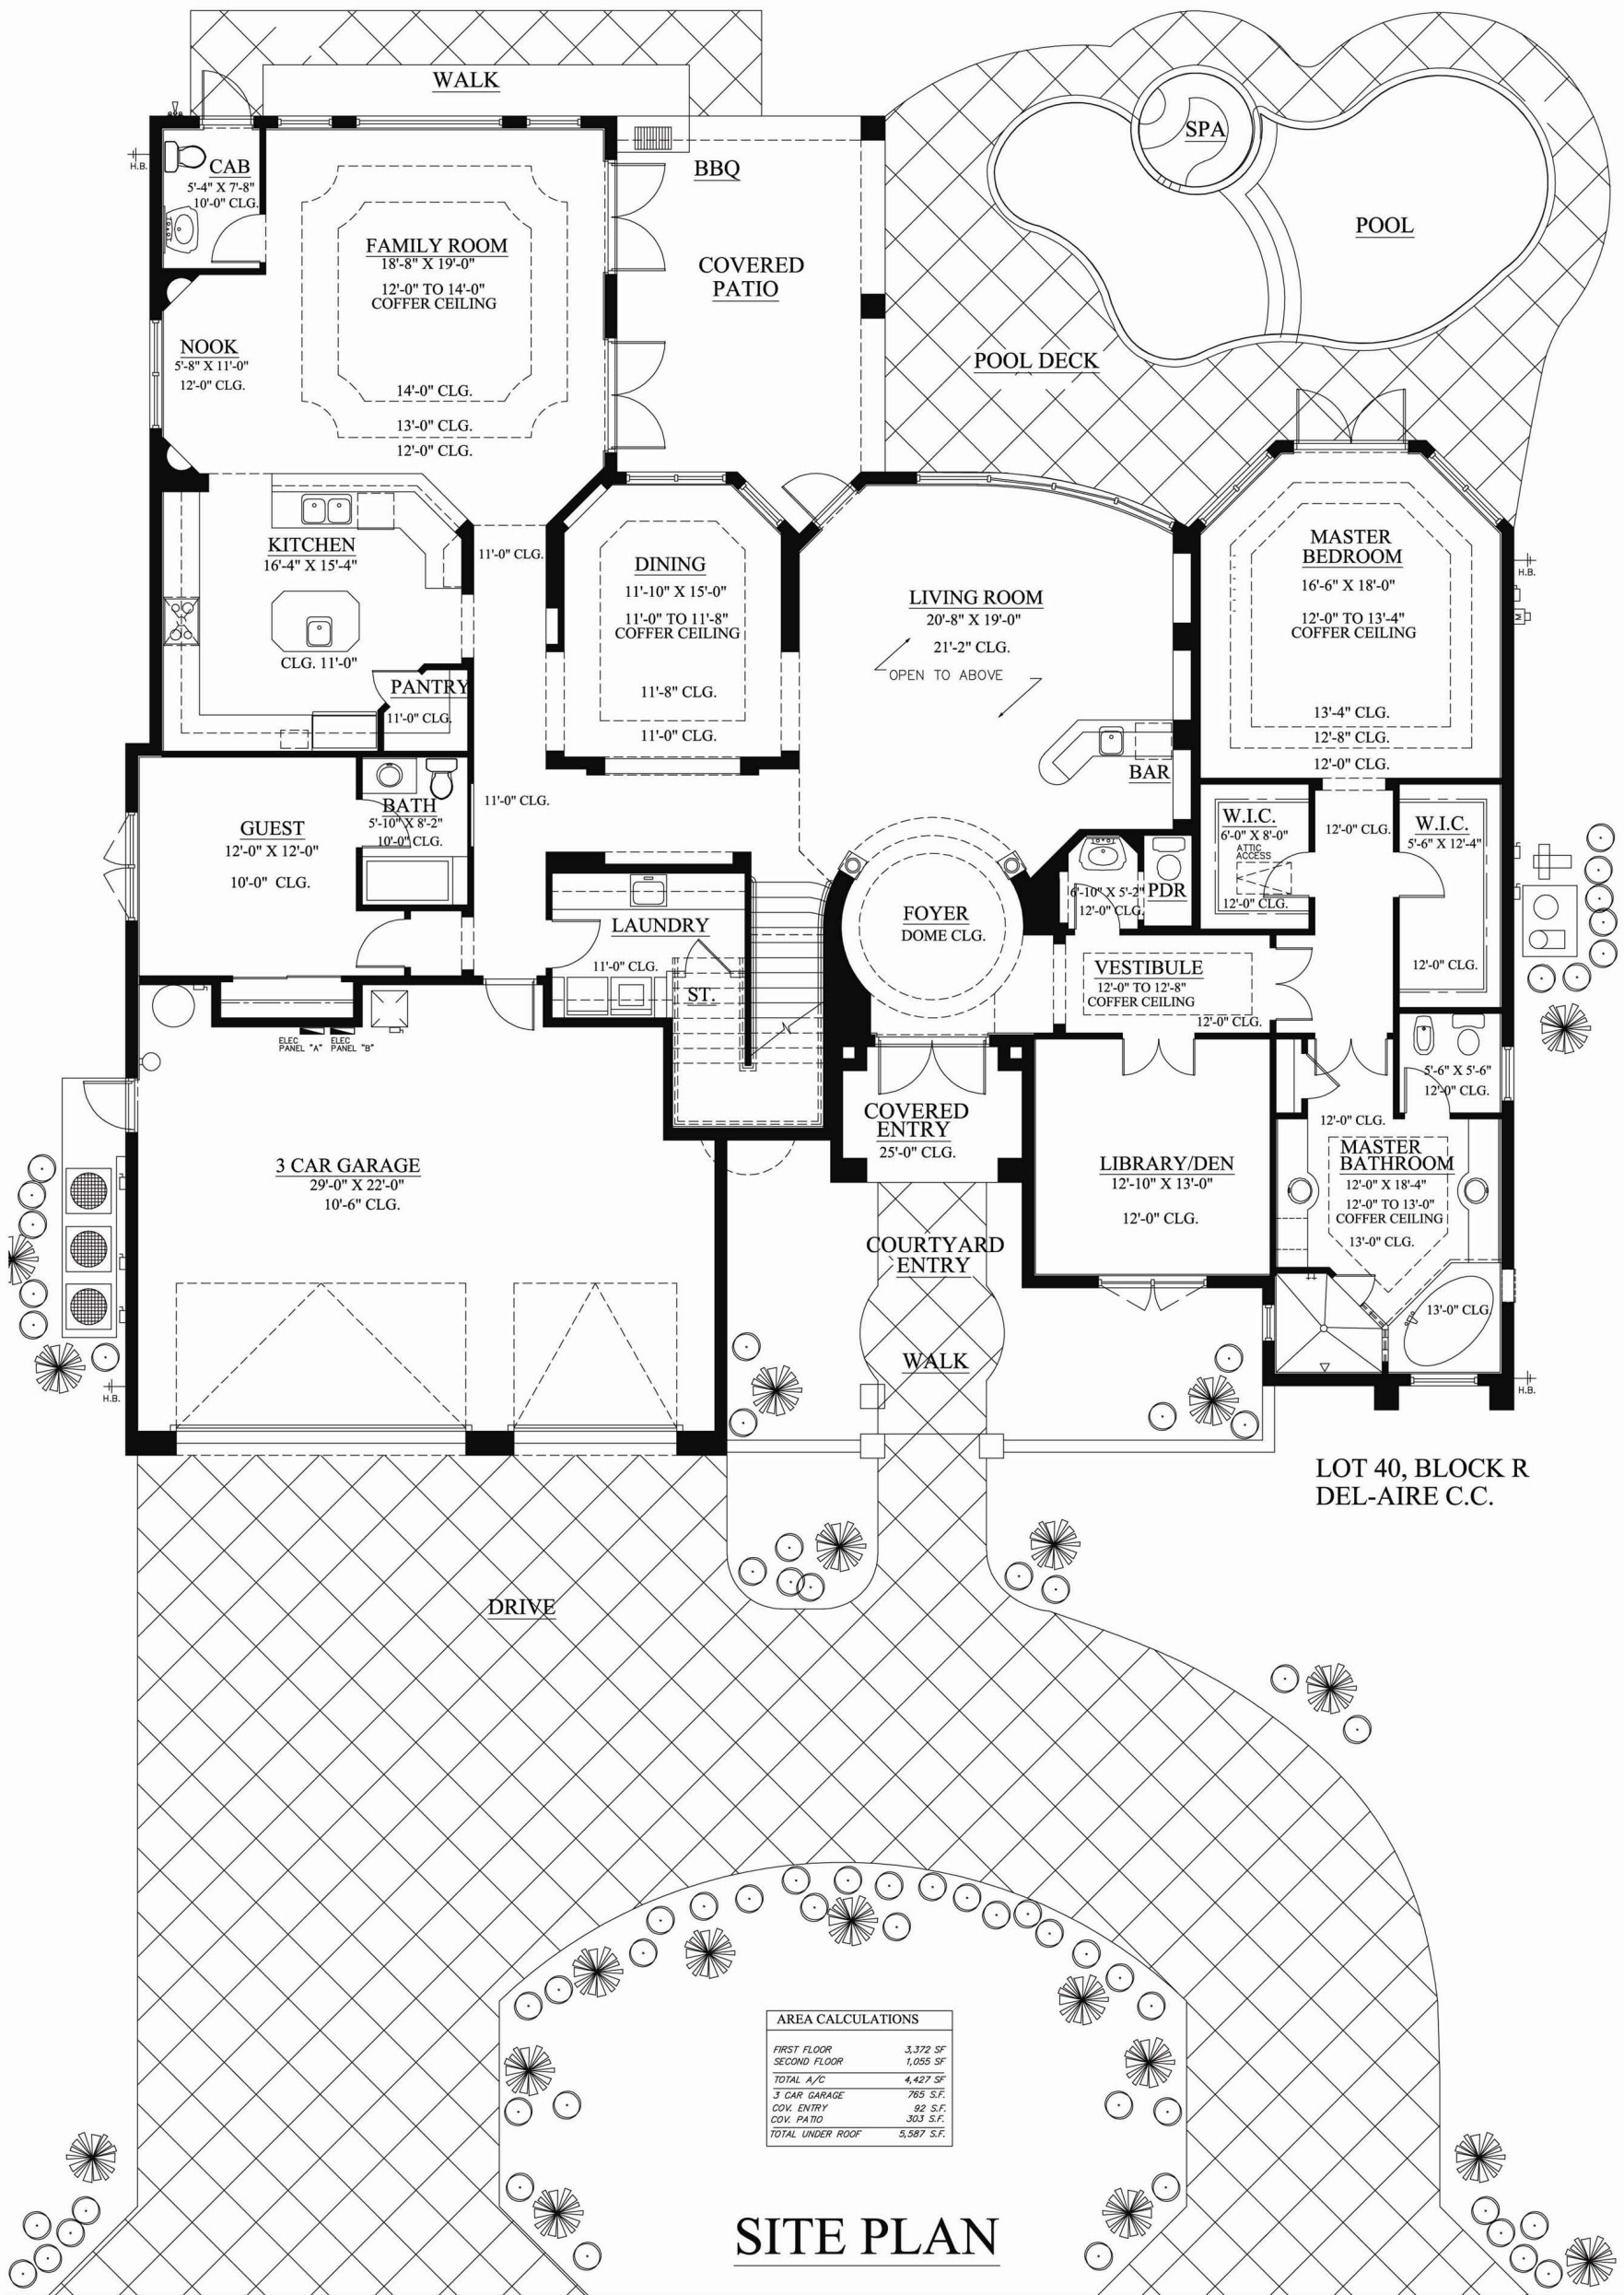 WALK
CAB
5'-4" X 7'-8"
10'-0" CLG.
H.B.
BBQ
SPA
POOL
FAMILY ROOM
18'-8" X 19'-0"
12'-0" TO 14'-0"
COFFER CEILING
14'-0" CLG.
13'-0" CLG.
12'-0" CLG.
COVERED
PATIO
NOOK
5'-8" X 11'-0"
12'-0" CLG.
POOL DECK
KITCHEN
16'-4" X 15'-4"
CLG. 11'-0"
11'-0" CLG.
DINING
11'-10" X 15'-0"
11'-0" TO 11'-8"
COFFER CEILING
11'-8" CLG.
11'-0" CLG.
LIVING ROOM
20'-8" X 19'-0"
21'-2" CLG.
OPEN TO ABOVE
MASTER
BEDROOM
16'-6" X 18'-0"
12'-0" TO 13'-4"
COFFER CEILING
13'-4" CLG.
12'-8" CLG.
12'-0" CLG.
H.B.
M
PANTRY
11'-0" CLG.
BAR
GUEST
12'-0" X 12'-0"
10'-0" CLG.
BATH
5'-10" X 8'-2"
10'-0" CLG.
11'-0" CLG.
W.I.C.
6'-0" X 8'-0"
ATTIC
ACCESS
12'-0" CLG.
12'-0" CLG.
W.I.C.
5'-6" X 12'-4"
12'-0" CLG.
6'-10" X 5'-2"
12'-0" CLG.
PDR
LAUNDRY
11'-0" CLG.
ST.
FOYER
DOME CLG.
VESTIBULE
12'-0" TO 12'-8"
COFFER CEILING
12'-0" CLG.
ELEC
PANEL "A"
ELEC
PANEL "B"
5'-6" X 5'-6"
12'-0" CLG.
COVERED
ENTRY
25'-0" CLG.
3 CAR GARAGE
29'-0" X 22'-0"
10'-6" CLG.
LIBRARY/DEN
12'-10" X 13'-0"
12'-0" CLG.
12'-0" CLG.
MASTER
BATHROOM
12'-0" X 18'-4"
12'-0" TO 13'-0"
COFFER CEILING
13'-0" CLG.
13'-0" CLG.
COURTYARD
ENTRY
WALK
H.B.
H.B.
LOT 40, BLOCK R
DEL-AIRE C.C.
DRIVE
AREA CALCULATIONS
FIRST FLOOR 3,372 SF
SECOND FLOOR 1,055 SF
TOTAL A/C 4,427 SF
3 CAR GARAGE 765 S.F.
COV. ENTRY 92 S.F.
COV. PATIO 303 S.F.
TOTAL UNDER ROOF 5,587 S.F.
SITE PLAN